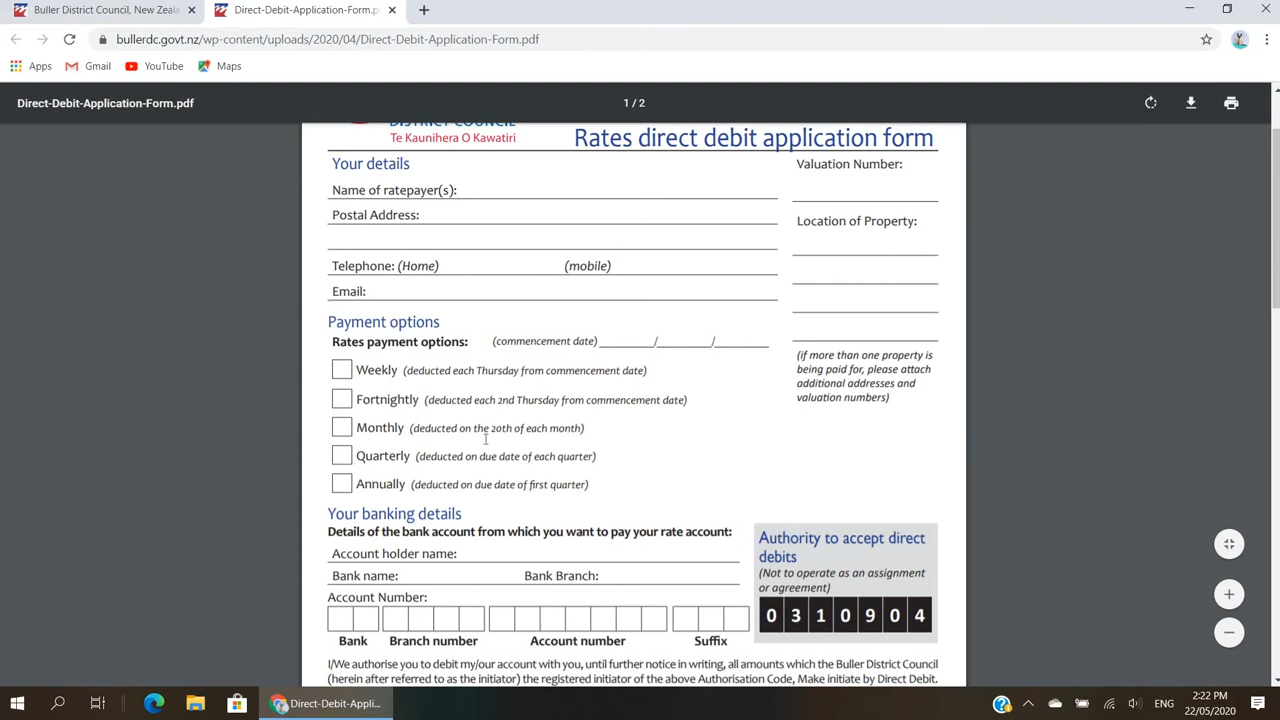 Buller District Council, New Zeala
Direct-Debit-Application-Form.p
bullerdc.govt.nz/wp-content/uploads/2020/04/Direct-Debit-Application-Form.pdf
Apps Gmail YouTube Maps
Direct-Debit-Application-Form.pdf
1 / 2
DISTRICT COUNCIL
Te Kaunihera O Kawatiri
Rates direct debit application form
Your details
Name of ratepayer(s):
Postal Address:
Telephone: (Home) (mobile)
Email:
Valuation Number:
Location of Property:
(if more than one property is
being paid for, please attach
additional addresses and
valuation numbers)
Payment options
Rates payment options: (commencement date) ________/________/________
Weekly (deducted each Thursday from commencement date)
Fortnightly (deducted each 2nd Thursday from commencement date)
Monthly (deducted on the 20th of each month)
Quarterly (deducted on due date of each quarter)
Annually (deducted on due date of first quarter)
Your banking details
Details of the bank account from which you want to pay your rate account:
Account holder name:
Bank name: Bank Branch:
Account Number:
Bank Branch number Account number Suffix
Authority to accept direct
debits
(Not to operate as an assignment
or agreement)
0 3 1 0 9 0 4
I/We authorise you to debit my/our account with you, until further notice in writing, all amounts which the Buller District Council
(herein after referred to as the initiator) the registered initiator of the above Authorisation Code, Make initiate by Direct Debit.
Direct-Debit-Appli...
ENG
2:22 PM
22/05/2020